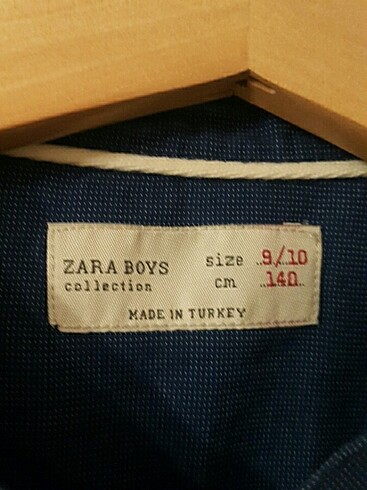 ZARA BOYS
collection
size 9/10
cm 140
MADE IN TURKEY